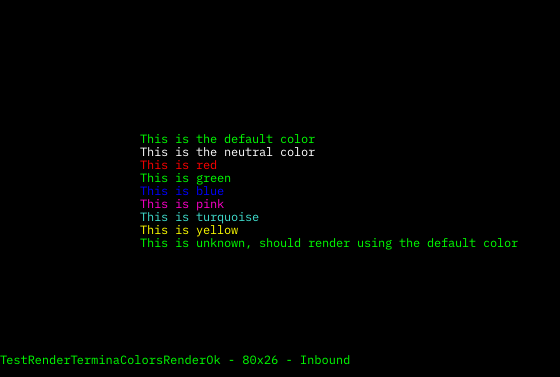 This is the default color
This is the neutral color
This is red
This is green
This is blue
This is pink
This is turquoise
This is yellow
This is unknown, should render using the default color
TestRenderTerminaColorsRenderOk - 80x26 - Inbound